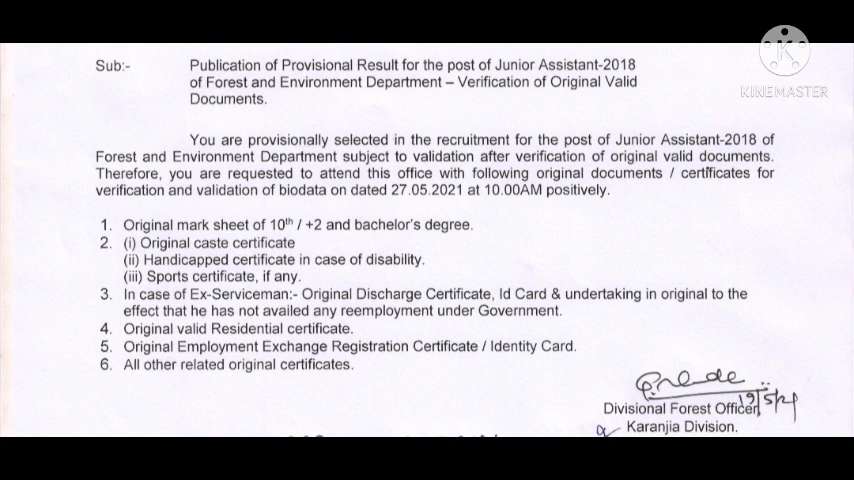 KINEMASTER
Sub:- Publication of Provisional Result for the post of Junior Assistant-2018
of Forest and Environment Department – Verification of Original Valid
Documents.
You are provisionally selected in the recruitment for the post of Junior Assistant-2018 of
Forest and Environment Department subject to validation after verification of original valid documents.
Therefore, you are requested to attend this office with following original documents / certificates for
verification and validation of biodata on dated 27.05.2021 at 10.00AM positively.
1. Original mark sheet of 10th / +2 and bachelor's degree.
2. (i) Original caste certificate
(ii) Handicapped certificate in case of disability.
(iii) Sports certificate, if any.
3. In case of Ex-Serviceman:- Original Discharge Certificate, Id Card & undertaking in original to the
effect that he has not availed any reemployment under Government.
4. Original valid Residential certificate.
5. Original Employment Exchange Registration Certificate / Identity Card.
6. All other related original certificates.
19/5/21
Divisional Forest Officer,
Karanjia Division.